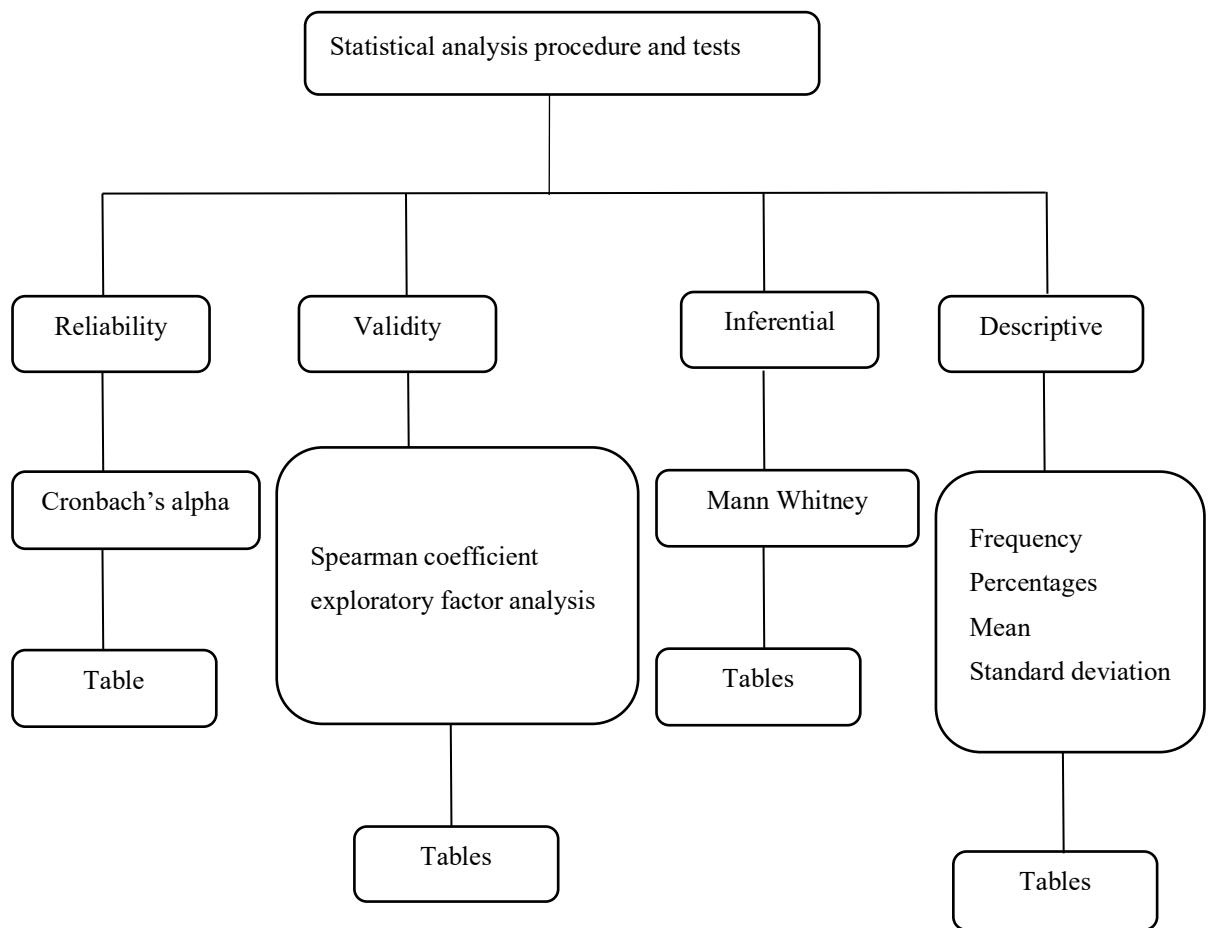 Statistical analysis procedure and tests
Reliability
Validity
Inferential
Descriptive
Cronbach’s alpha
Spearman coefficient
exploratory factor analysis
Mann Whitney
Frequency
Percentages
Mean
Standard deviation
Table
Tables
Tables
Tables